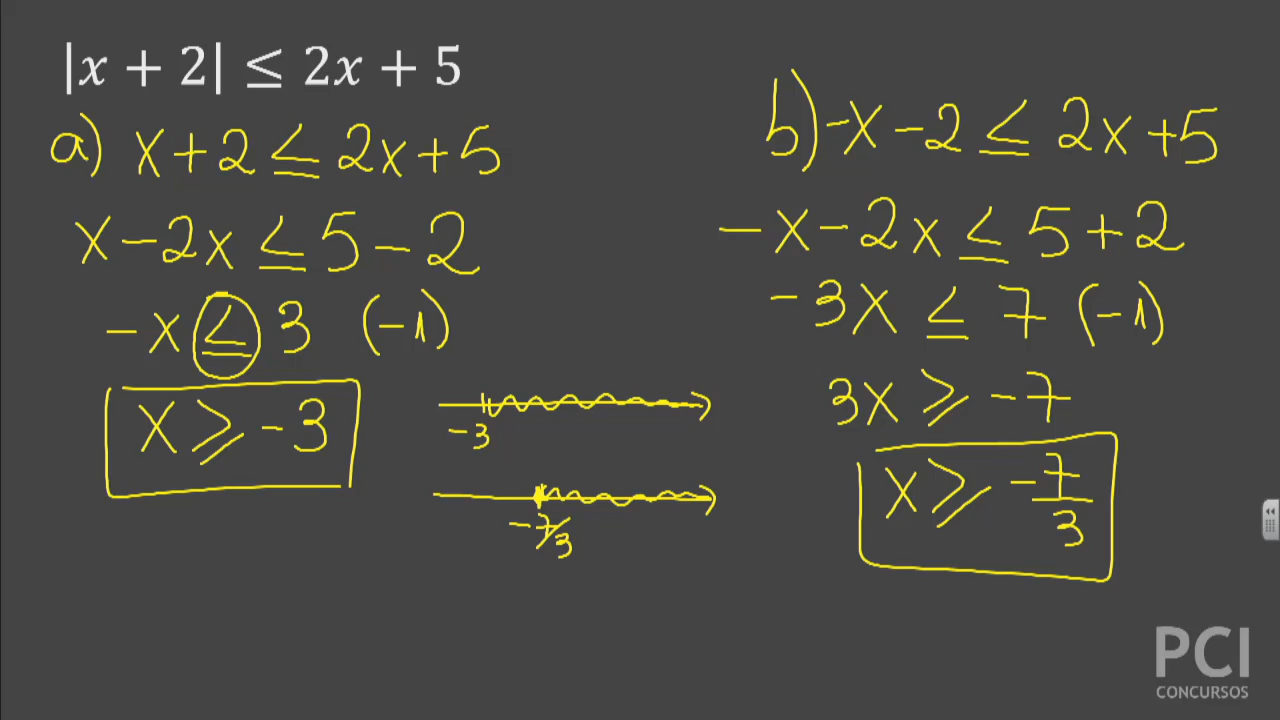 |x + 2| ≤ 2x + 5
a) x + 2 ≤ 2x + 5
x - 2x ≤ 5 - 2
-x ≤ 3 (-1)
x ≥ -3
-3
-7/3
b) -x - 2 ≤ 2x + 5
-x - 2x ≤ 5 + 2
-3x ≤ 7 (-1)
3x ≥ -7
x ≥ -7/3
PCI
CONCURSOS